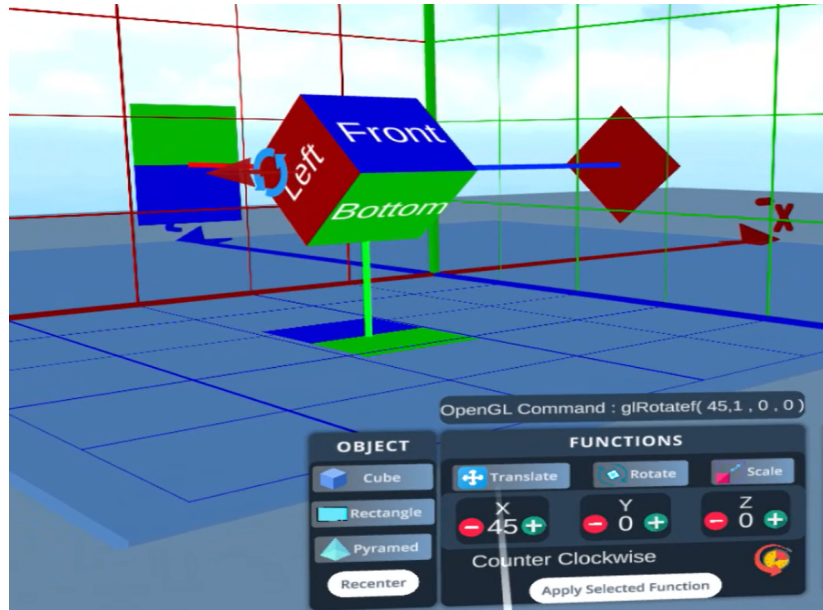 Front
Left
Bottom
X
OpenGL Command : glRotatef( 45,1 , 0 , 0 )
OBJECT
FUNCTIONS
Cube
Translate
Rotate
Scale
Rectangle
X
Y
Z
45
0
0
Pyramed
Counter Clockwise
Recenter
Apply Selected Function